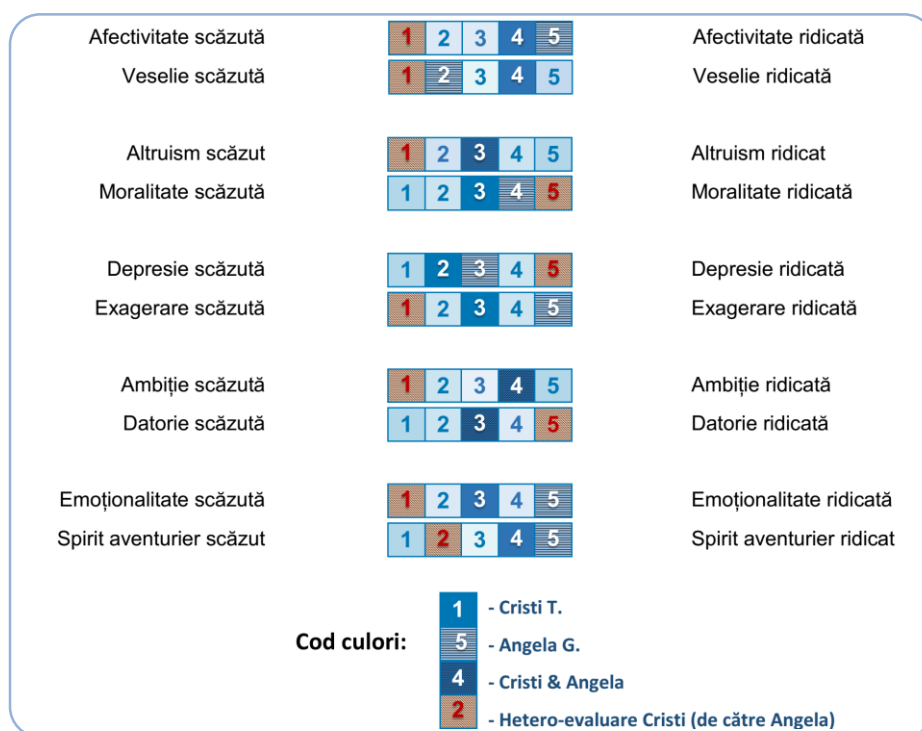 Afectivitate scăzută 1 2 3 4 5 Afectivitate ridicată
Veselie scăzută 1 2 3 4 5 Veselie ridicată
Altruism scăzut 1 2 3 4 5 Altruism ridicat
Moralitate scăzută 1 2 3 4 5 Moralitate ridicată
Depresie scăzută 1 2 3 4 5 Depresie ridicată
Exagerare scăzută 1 2 3 4 5 Exagerare ridicată
Ambiție scăzută 1 2 3 4 5 Ambiție ridicată
Datorie scăzută 1 2 3 4 5 Datorie ridicată
Emoționalitate scăzută 1 2 3 4 5 Emoționalitate ridicată
Spirit aventurier scăzut 1 2 3 4 5 Spirit aventurier ridicat
Cod culori:
1 - Cristi T.
5 - Angela G.
4 - Cristi & Angela
2 - Hetero-evaluare Cristi (de către Angela)